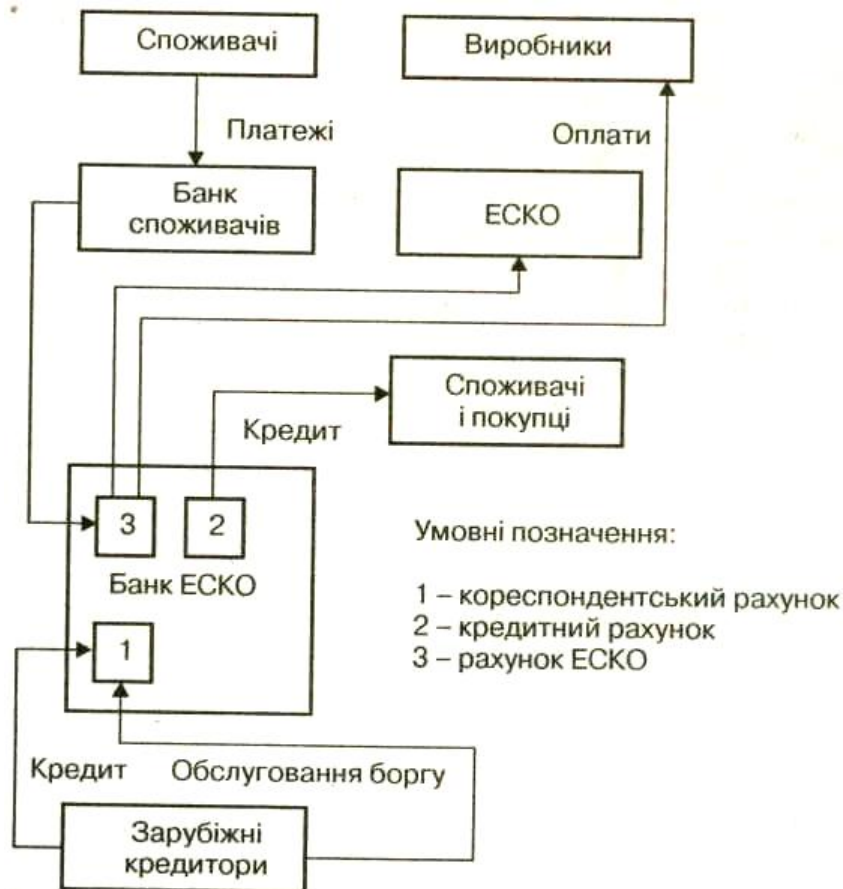 Споживачі
Виробники
Платежі
Оплати
Банк
споживачів
ЕСКО
Споживачі
і покупці
Кредит
3
2
Банк ЕСКО
1
Умовні позначення:
1 – кореспондентський рахунок
2 – кредитний рахунок
3 – рахунок ЕСКО
Кредит
Обслуговання боргу
Зарубіжні
кредитори